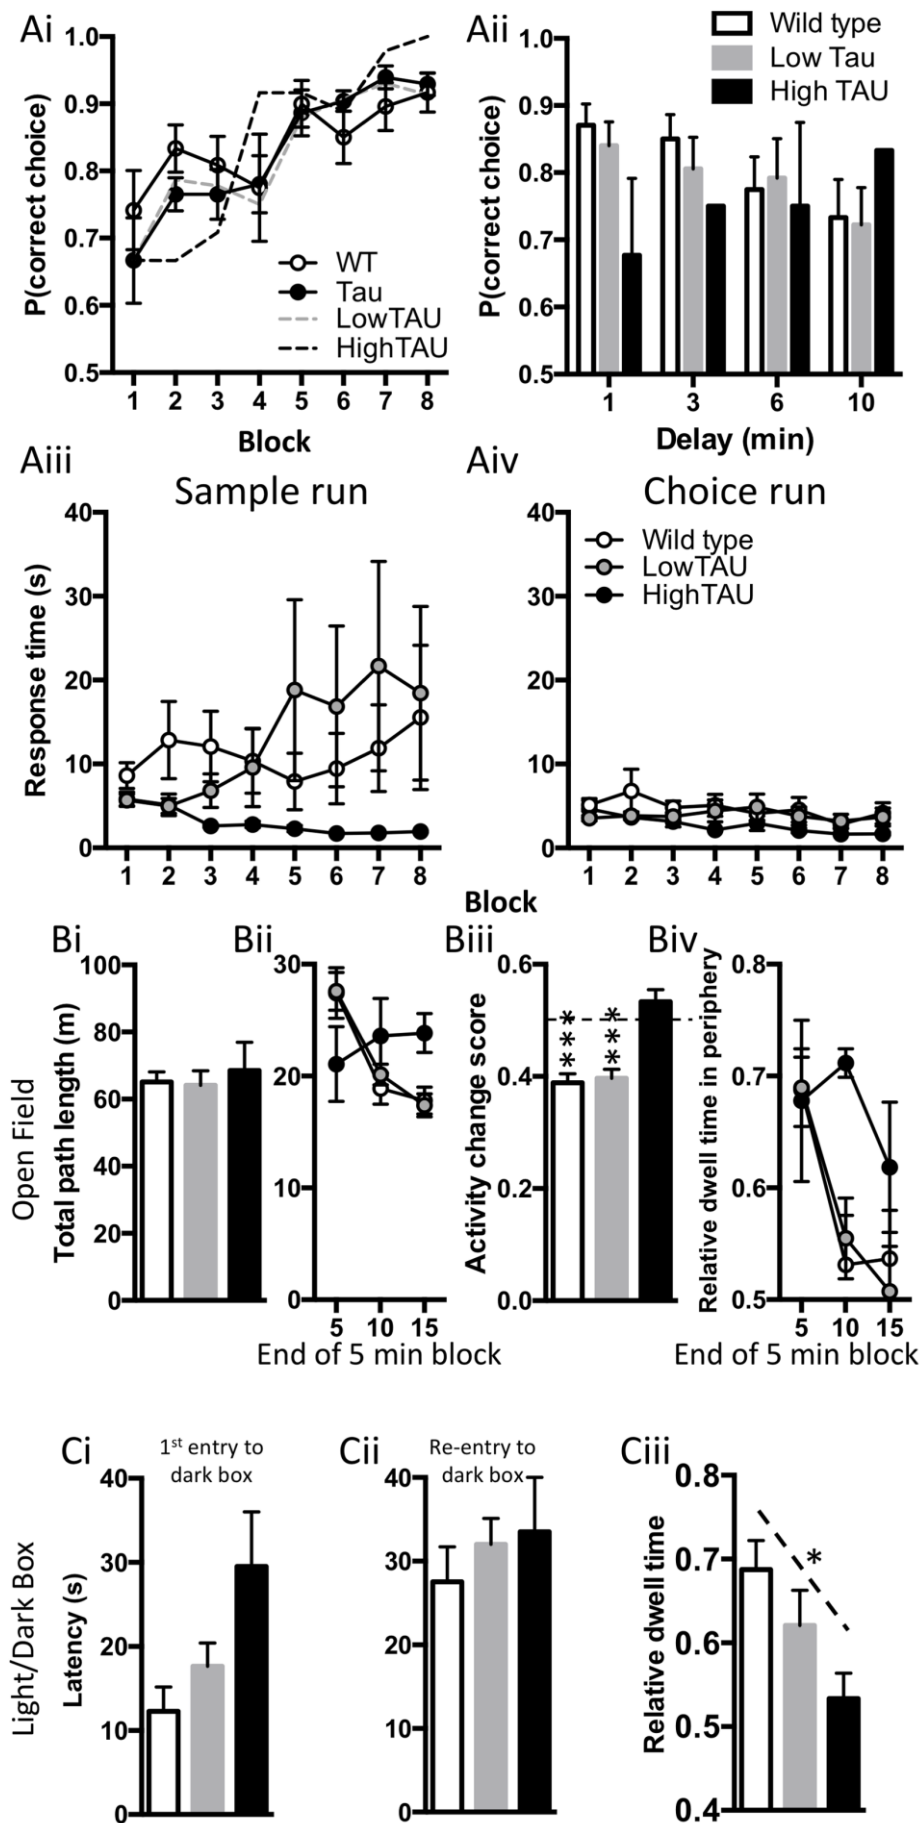 Ai
P(correct choice)
1.0
0.9
0.8
0.7
0.6
0.5
WT
Tau
LowTAU
HighTAU
1 2 3 4 5 6 7 8
Block
Aii
Wild type
Low Tau
High TAU
P(correct choice)
1.0
0.9
0.8
0.7
0.6
0.5
1 3 6 10
Delay (min)
Aiii
Sample run
Response time (s)
40
30
20
10
0
1 2 3 4 5 6 7 8
Aiv
Choice run
Wild type
LowTAU
HighTAU
40
30
20
10
0
1 2 3 4 5 6 7 8
Block
Open Field
Bi
Total path length (m)
100
80
60
40
20
0
Bii
30
20
10
0
5 10 15
End of 5 min block
Biii
Activity change score
0.6
0.4
0.2
0.0
***
***
Biv
Relative dwell time in periphery
0.8
0.7
0.6
0.5
5 10 15
End of 5 min block
Light/Dark Box
Ci
1st entry to
dark box
Latency (s)
40
30
20
10
0
Cii
Re-entry to
dark box
40
30
20
10
0
Ciii
Relative dwell time
0.8
0.7
0.6
0.5
0.4
*